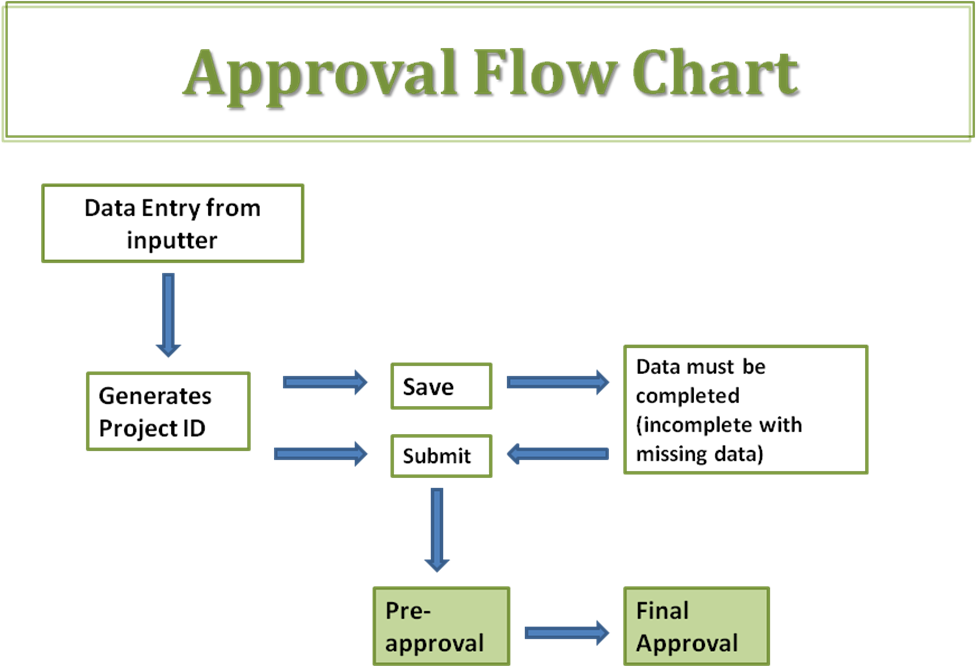 Approval Flow Chart
Data Entry from
inputter
Generates
Project ID
Save
Data must be
completed
(incomplete with
missing data)
Submit
Pre-
approval
Final
Approval